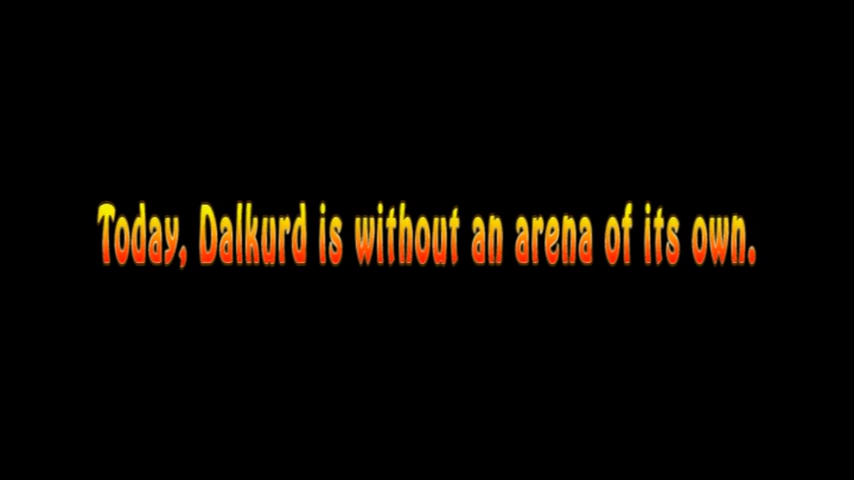 Today, Dalkurd is without an arena of its own.